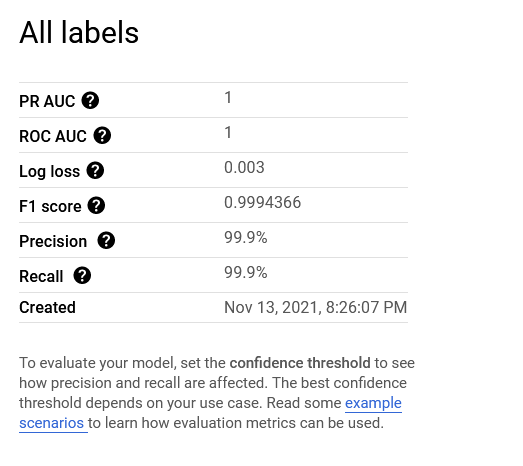 All labels
PR AUC ? 1
ROC AUC ? 1
Log loss ? 0.003
F1 score ? 0.9994366
Precision ? 99.9%
Recall ? 99.9%
Created Nov 13, 2021, 8:26:07 PM
To evaluate your model, set the confidence threshold to see
how precision and recall are affected. The best confidence
threshold depends on your use case. Read some example
scenarios to learn how evaluation metrics can be used.